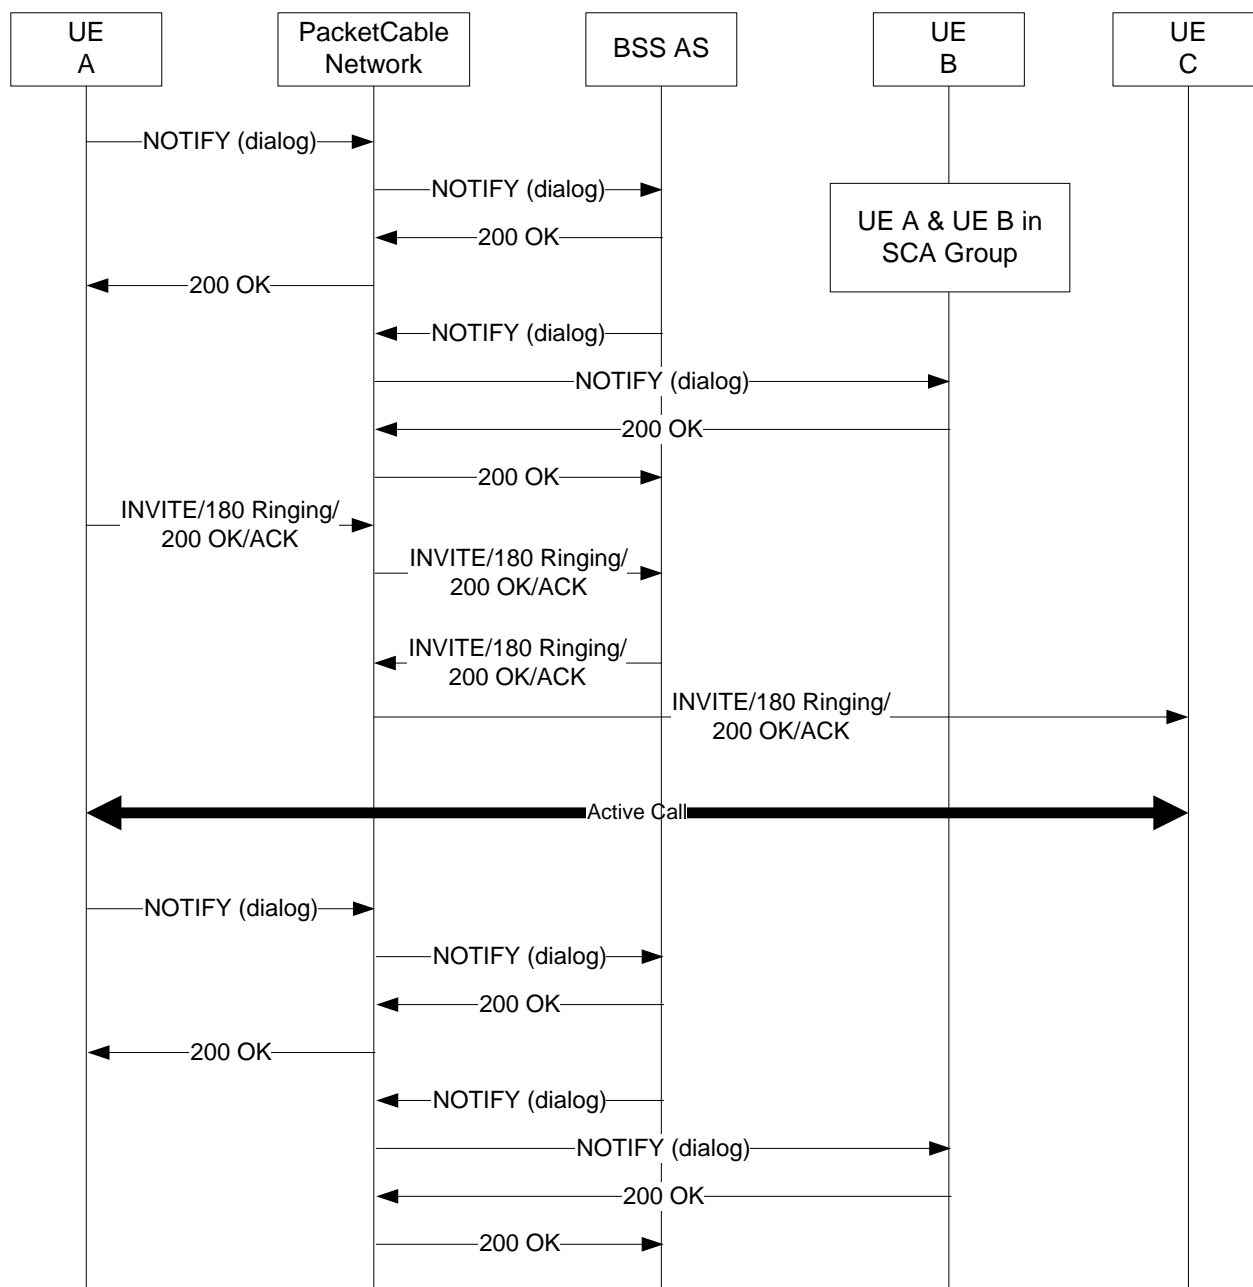 UE
A
PacketCable
Network
BSS AS
UE
B
UE
C
NOTIFY (dialog)
NOTIFY (dialog)
UE A & UE B in
SCA Group
200 OK
200 OK
NOTIFY (dialog)
NOTIFY (dialog)
200 OK
200 OK
INVITE/180 Ringing/
200 OK/ACK
INVITE/180 Ringing/
200 OK/ACK
INVITE/180 Ringing/
200 OK/ACK
INVITE/180 Ringing/
200 OK/ACK
Active Call
NOTIFY (dialog)
NOTIFY (dialog)
200 OK
200 OK
NOTIFY (dialog)
NOTIFY (dialog)
200 OK
200 OK